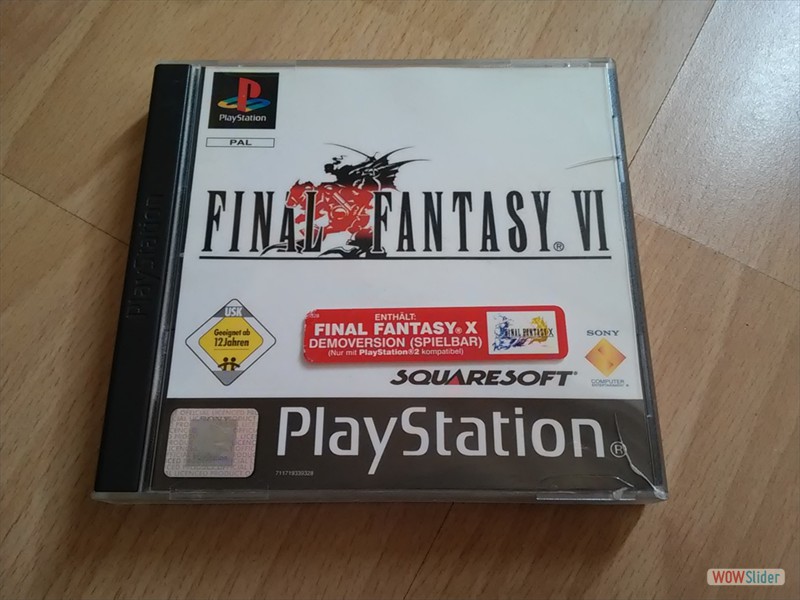 PlayStation
PlayStation
PAL
FINAL FANTASY® VI
USK
Geeignet ab
12 Jahren
ENTHÄLT:
FINAL FANTASY® X
DEMOVERSION (SPIELBAR)
(Nur mit PlayStation®2 kompatibel)
FINAL FANTASY X
SONY
COMPUTER
ENTERTAINMENT
SQUARESOFT®
PlayStation®
WOWSlider